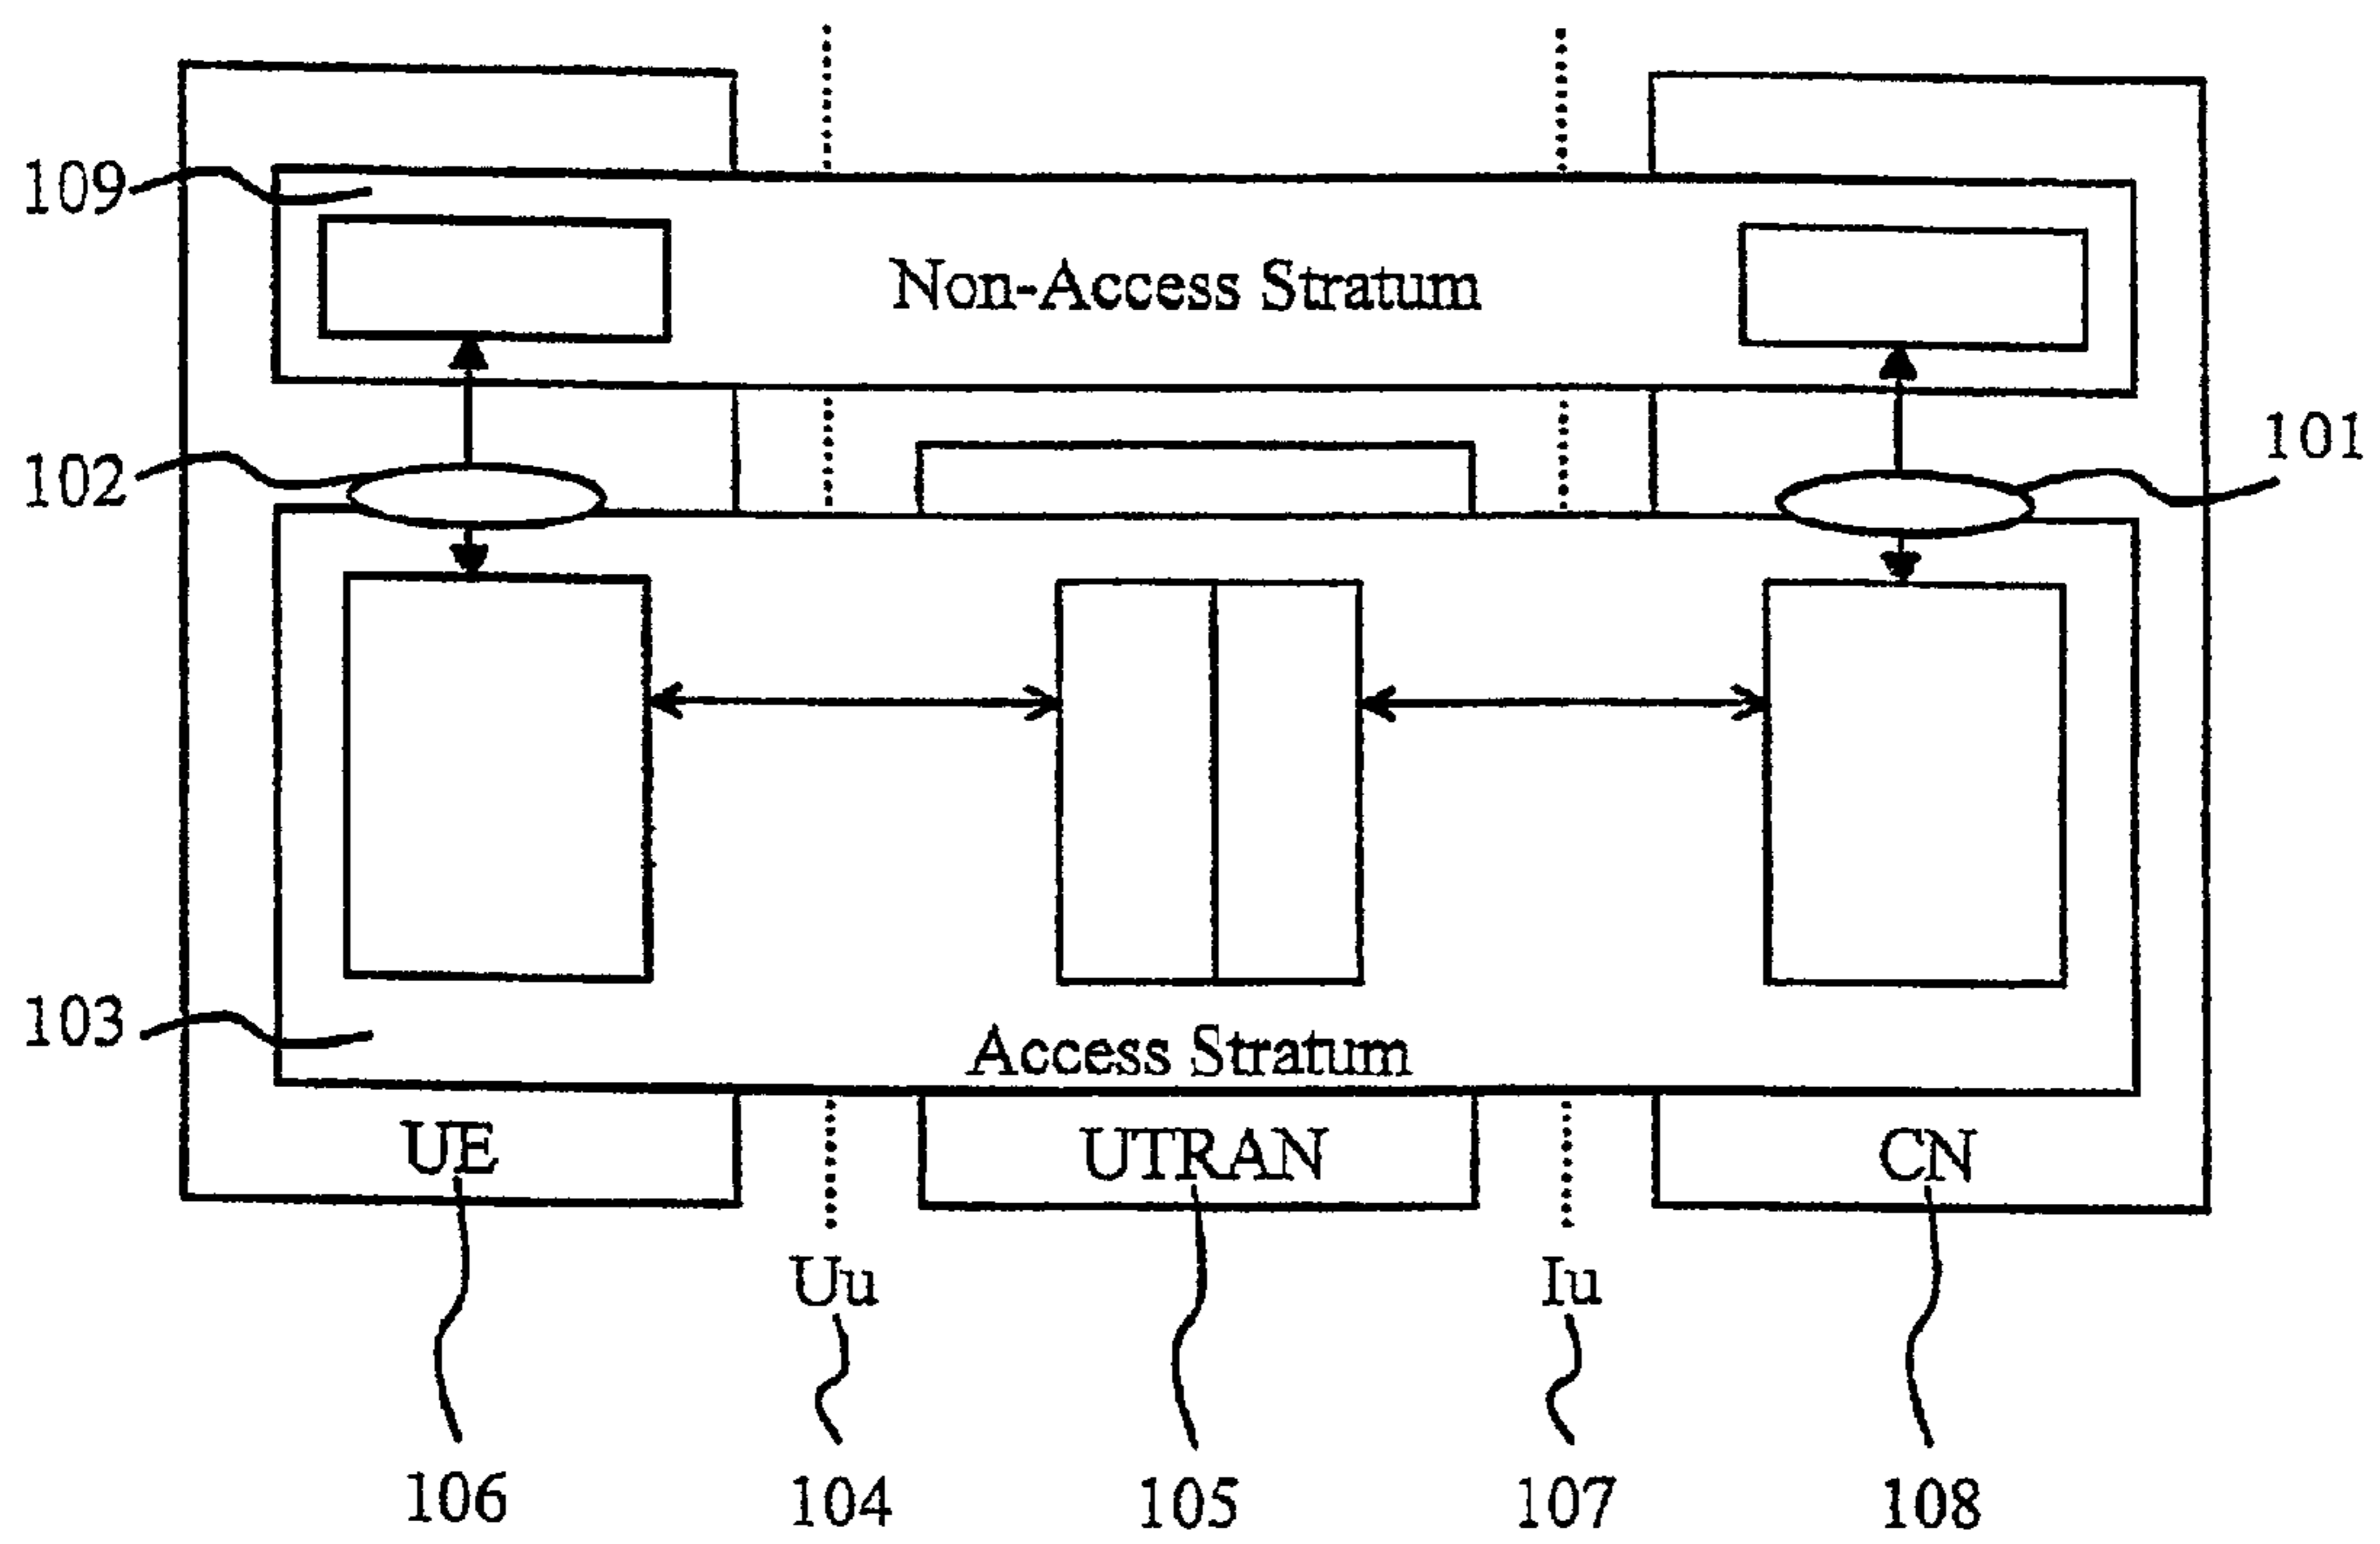 109
Non-Access Stratum
102
101
103
Access Stratum
UE
UTRAN
CN
Uu
Iu
106
104
105
107
108